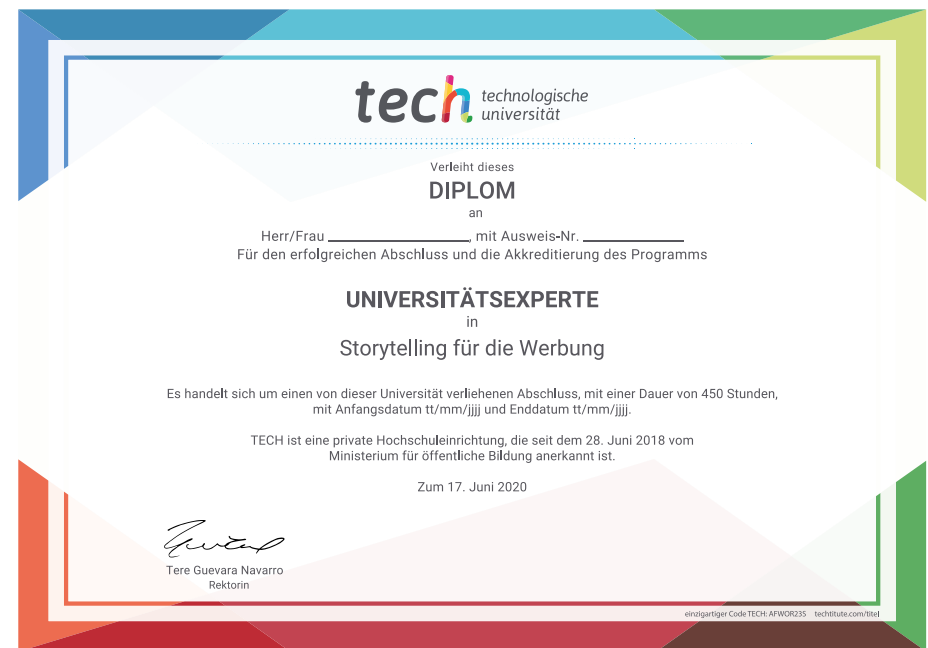 tech technologische
universität
Verleiht dieses
DIPLOM
an
Herr/Frau ____________, mit Ausweis-Nr. ____________
Für den erfolgreichen Abschluss und die Akkreditierung des Programms
UNIVERSITÄTSEXPERTE
in
Storytelling für die Werbung
Es handelt sich um einen von dieser Universität verliehenen Abschluss, mit einer Dauer von 450 Stunden,
mit Anfangsdatum tt/mm/jjjj und Enddatum tt/mm/jjjj.
TECH ist eine private Hochschuleinrichtung, die seit dem 28. Juni 2018 vom
Ministerium für öffentliche Bildung anerkannt ist.
Zum 17. Juni 2020
Tere Guevara Navarro
Rektorin
einzigartiger Code TECH: AFWOR235 techtitute.com/titel